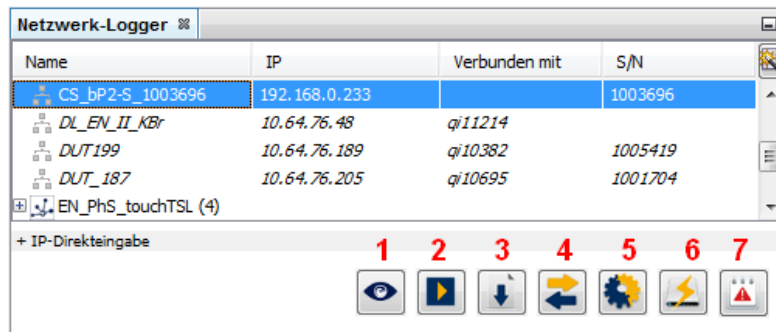 Netzwerk-Logger
Name IP Verbunden mit S/N
CS_bP2-S_1003696 192.168.0.233 1003696
DL_EN_II_KBr 10.64.76.48 qi11214
DUT199 10.64.76.189 qi10382 1005419
DUT_187 10.64.76.205 qi10695 1001704
EN_PhS_touchTSL (4)
+ IP-Direkteingabe
1 2 3 4 5 6 7